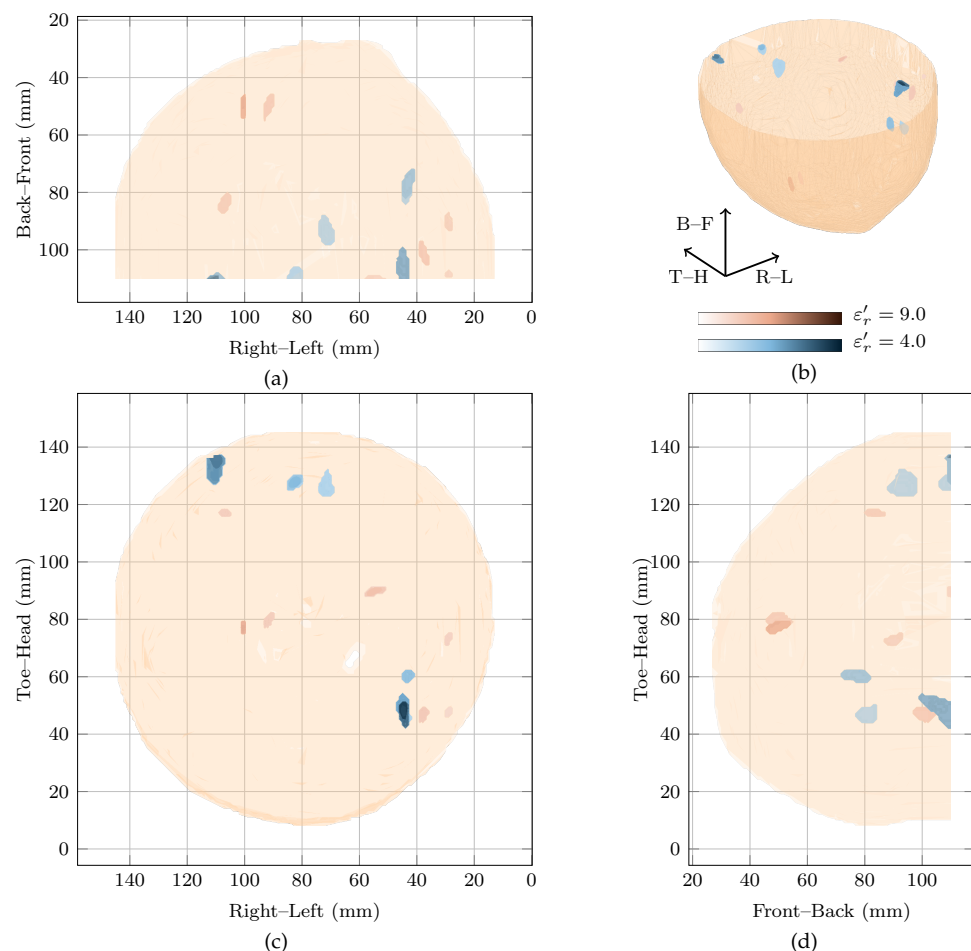 20
40
60
80
100
Back–Front (mm)
140 120 100 80 60 40 20 0
Right–Left (mm)
(a)
B–F
T–H R–L
ε′r = 9.0
ε′r = 4.0
(b)
140
120
100
80
60
40
20
0
Toe–Head (mm)
140 120 100 80 60 40 20 0
Right–Left (mm)
(c)
140
120
100
80
60
40
20
0
Toe–Head (mm)
20 40 60 80 100
Front–Back (mm)
(d)